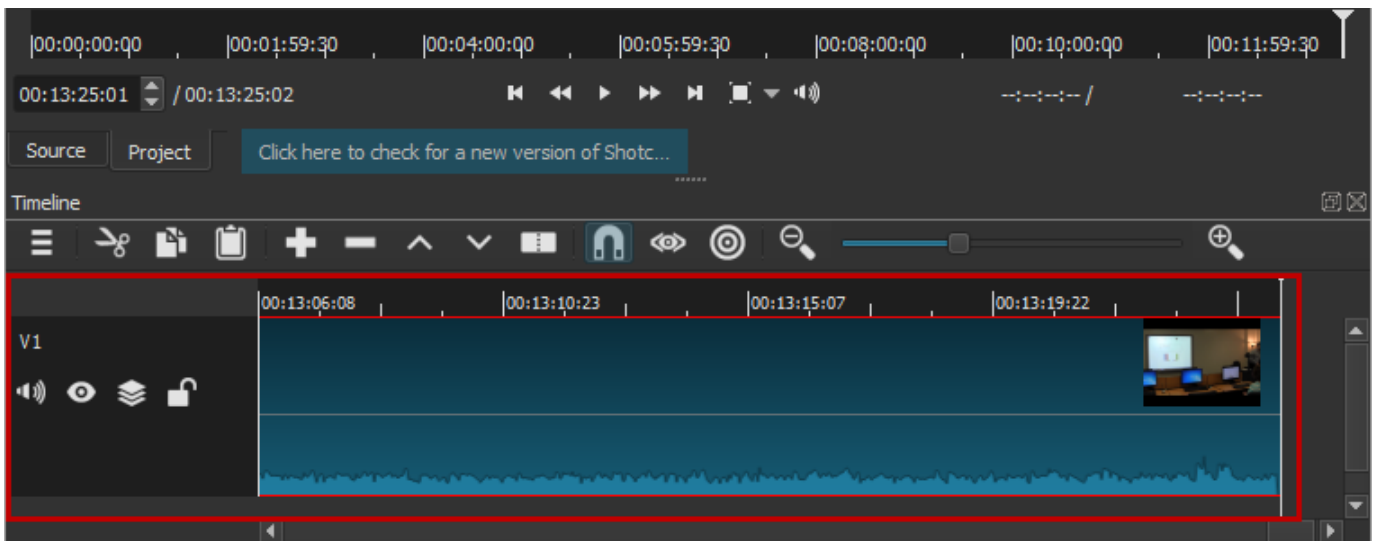 00:00:00:00 00:01:59:30 00:04:00:00 00:05:59:30 00:08:00:00 00:10:00:00 00:11:59:30
00:13:25:01 / 00:13:25:02 --:--:--:-- / --:--:--:--
Source Project Click here to check for a new version of Shotc...
Timeline
00:13:06:08 00:13:10:23 00:13:15:07 00:13:19:22
V1